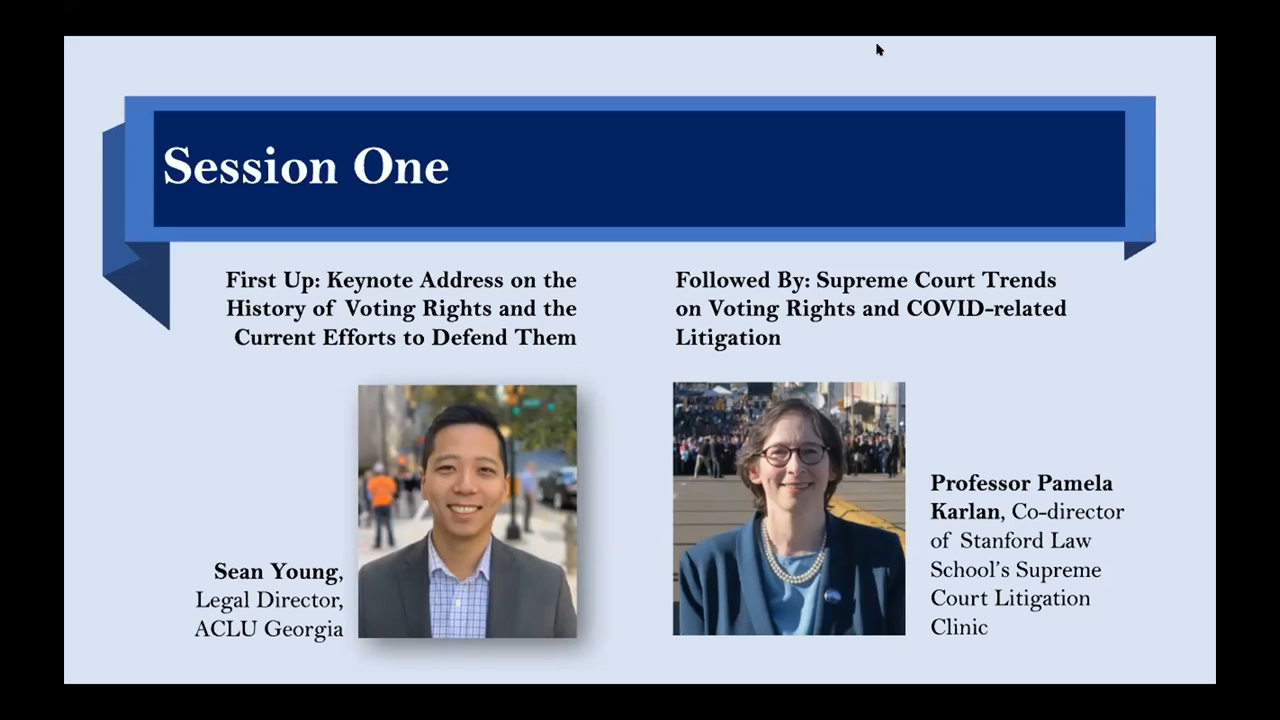 Session One
First Up: Keynote Address on the
History of Voting Rights and the
Current Efforts to Defend Them
Followed By: Supreme Court Trends
on Voting Rights and COVID-related
Litigation
Sean Young,
Legal Director,
ACLU Georgia
Professor Pamela
Karlan, Co-director
of Stanford Law
School's Supreme
Court Litigation
Clinic